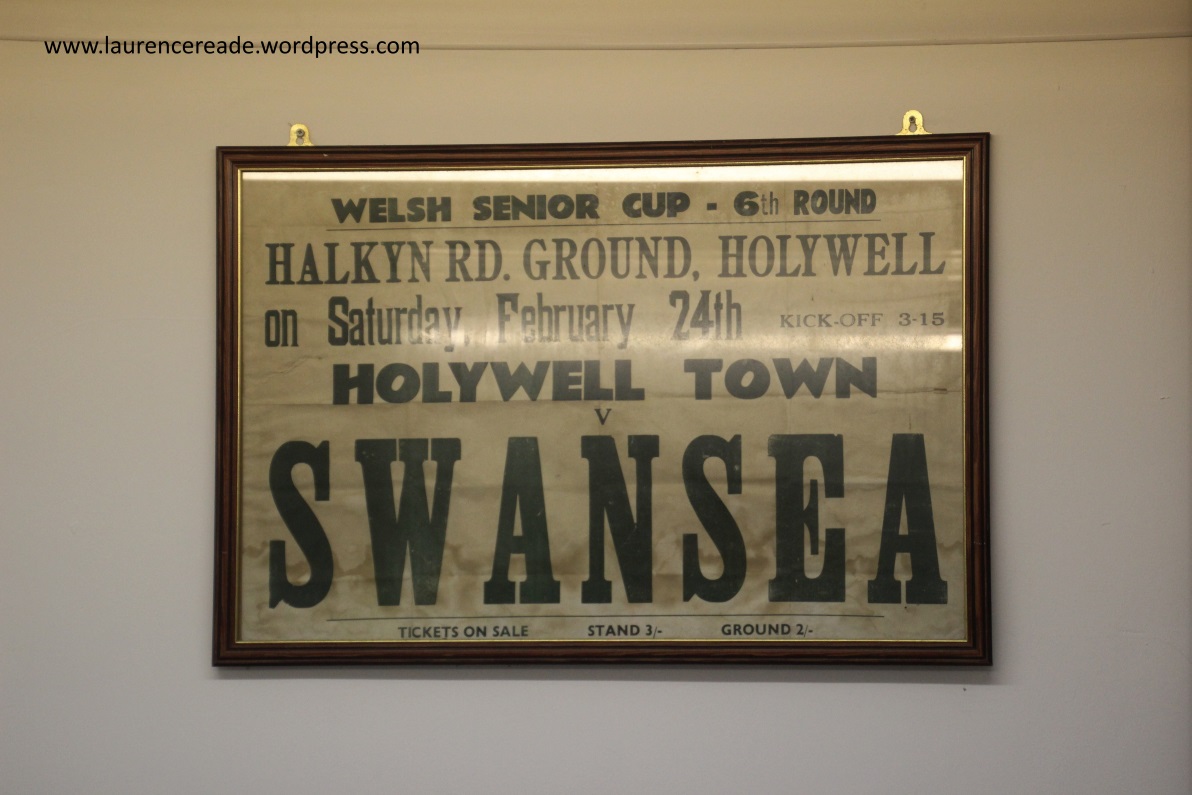 www.laurencereade.wordpress.com
WELSH SENIOR CUP - 6th ROUND
HALKYN RD. GROUND, HOLYWELL
on Saturday, February 24th KICK-OFF 3-15
HOLYWELL TOWN
V
SWANSEA
TICKETS ON SALE STAND 3/- GROUND 2/-